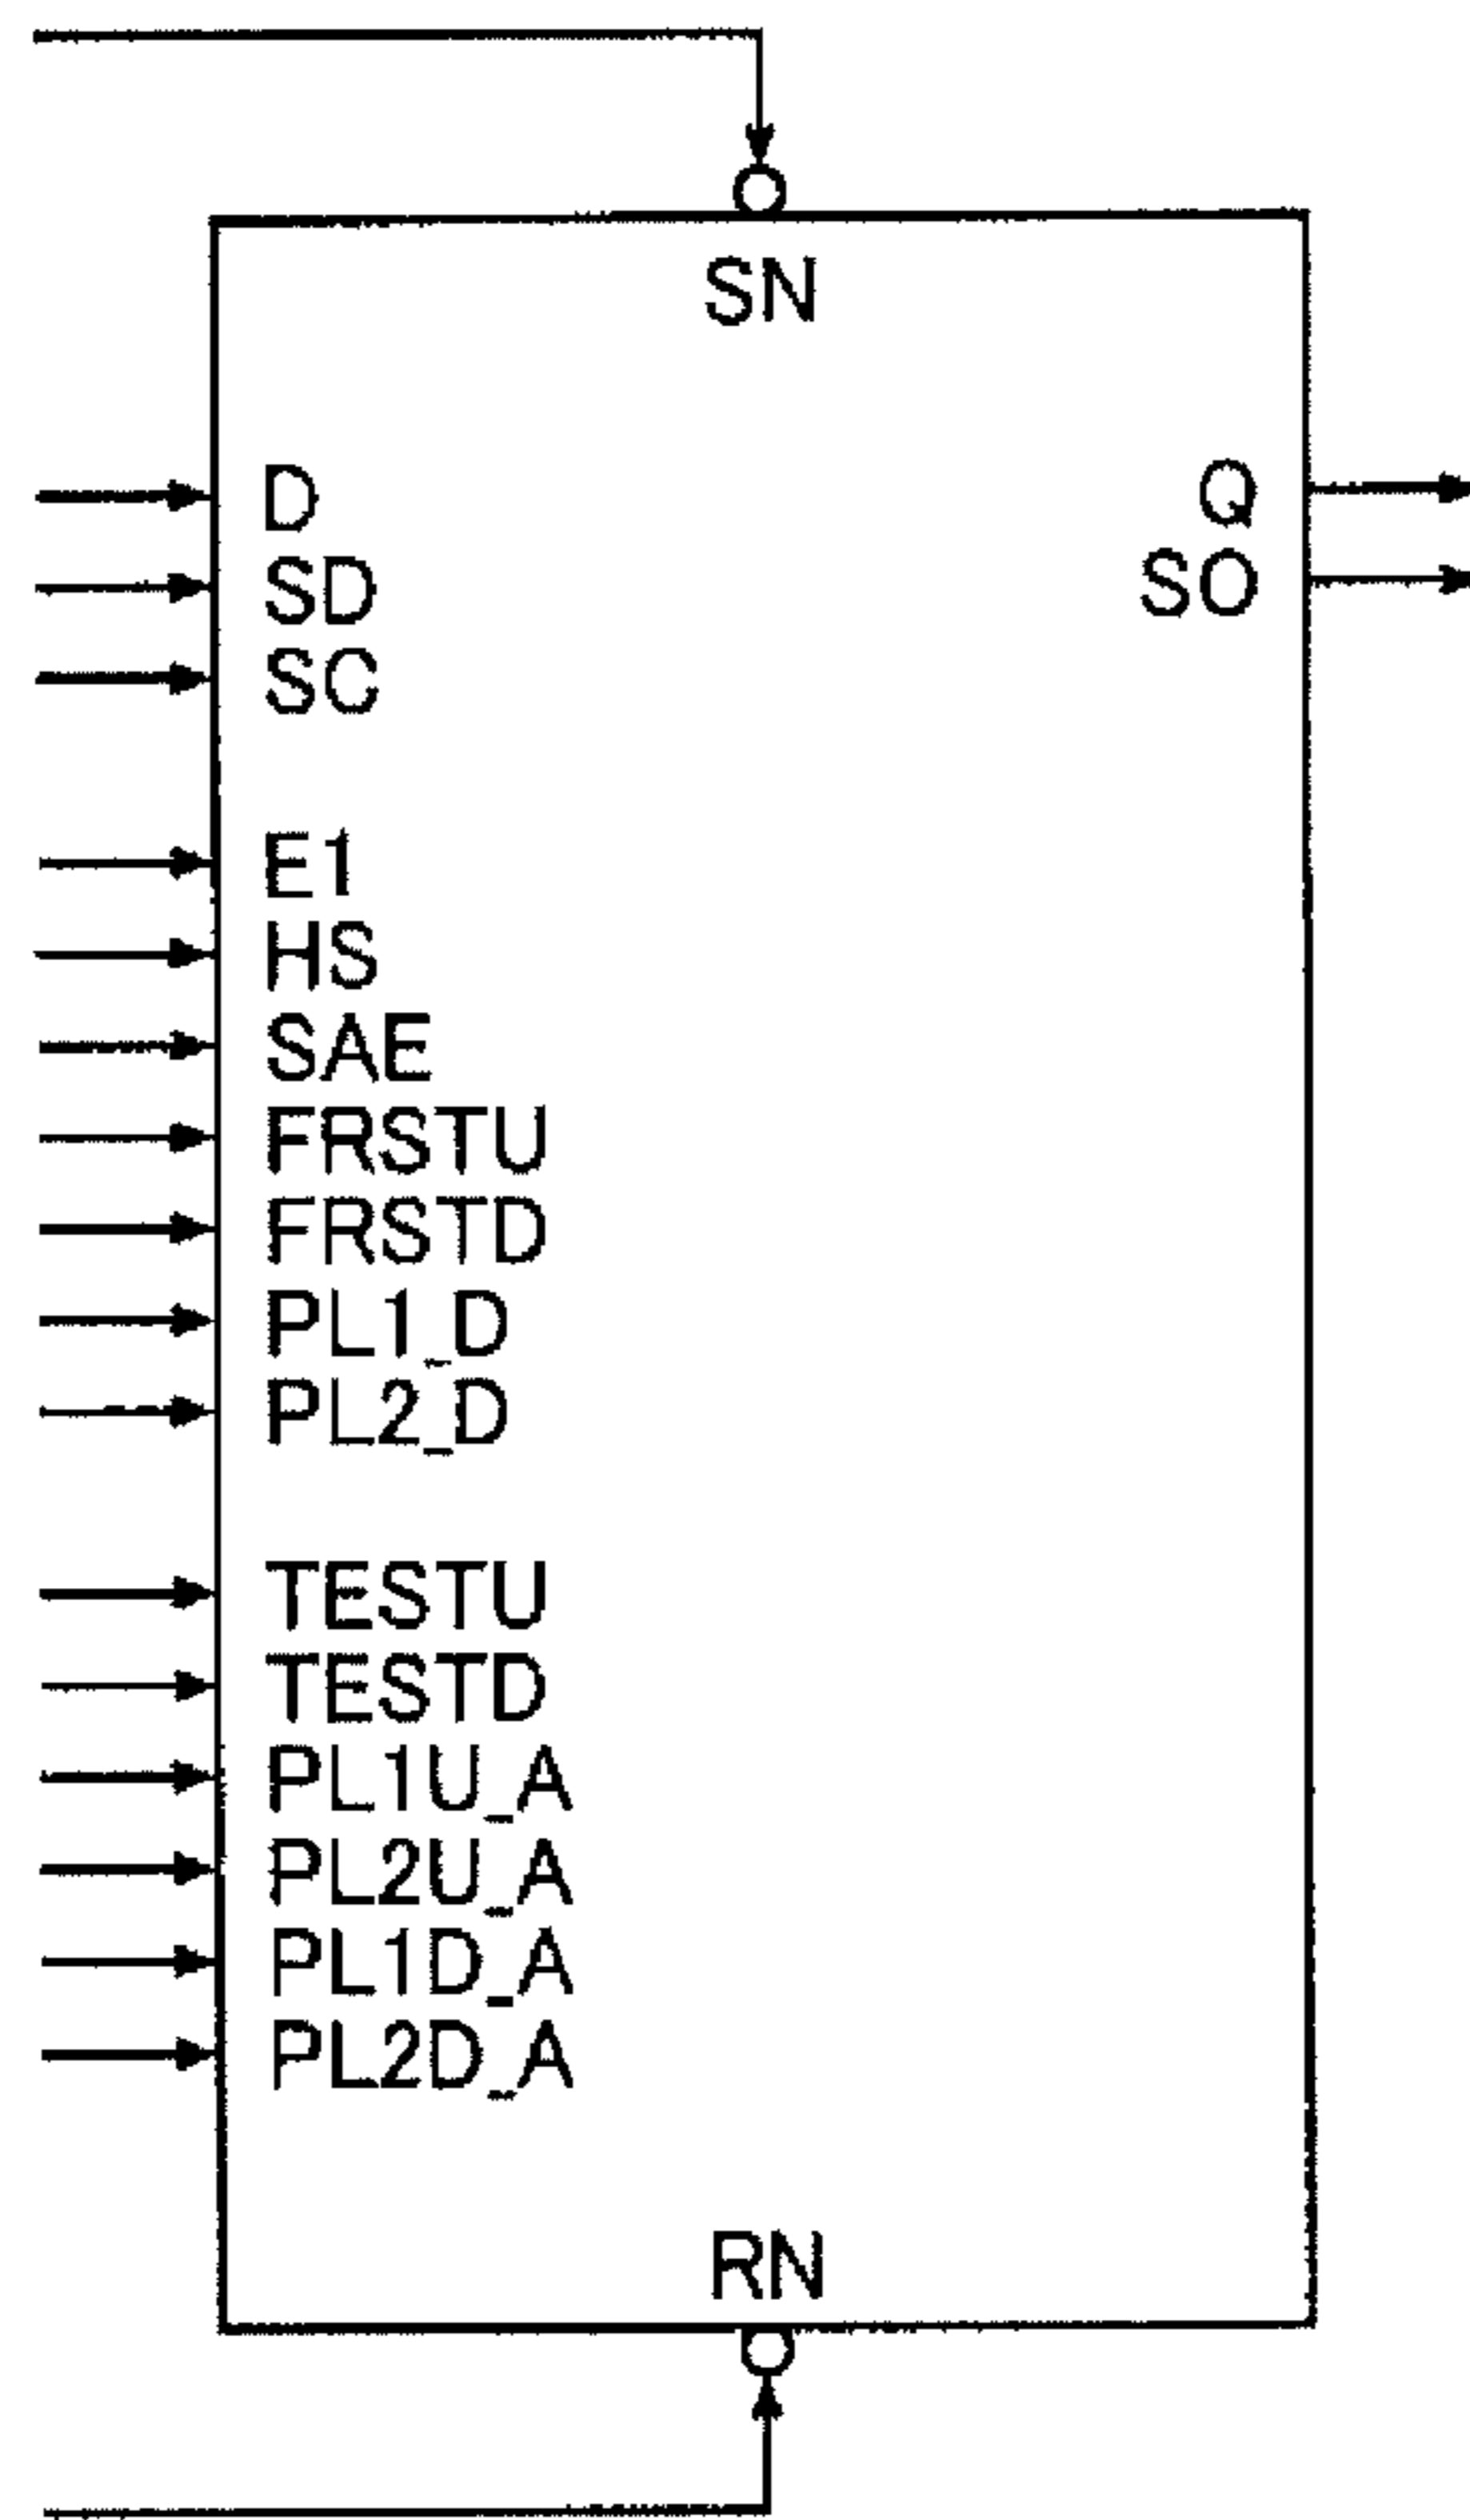 SN
D
Q
SD
SO
SC
E1
HS
SAE
FRSTU
FRSTD
PL1_D
PL2_D
TESTU
TESTD
PL1U_A
PL2U_A
PL1D_A
PL2D_A
RN